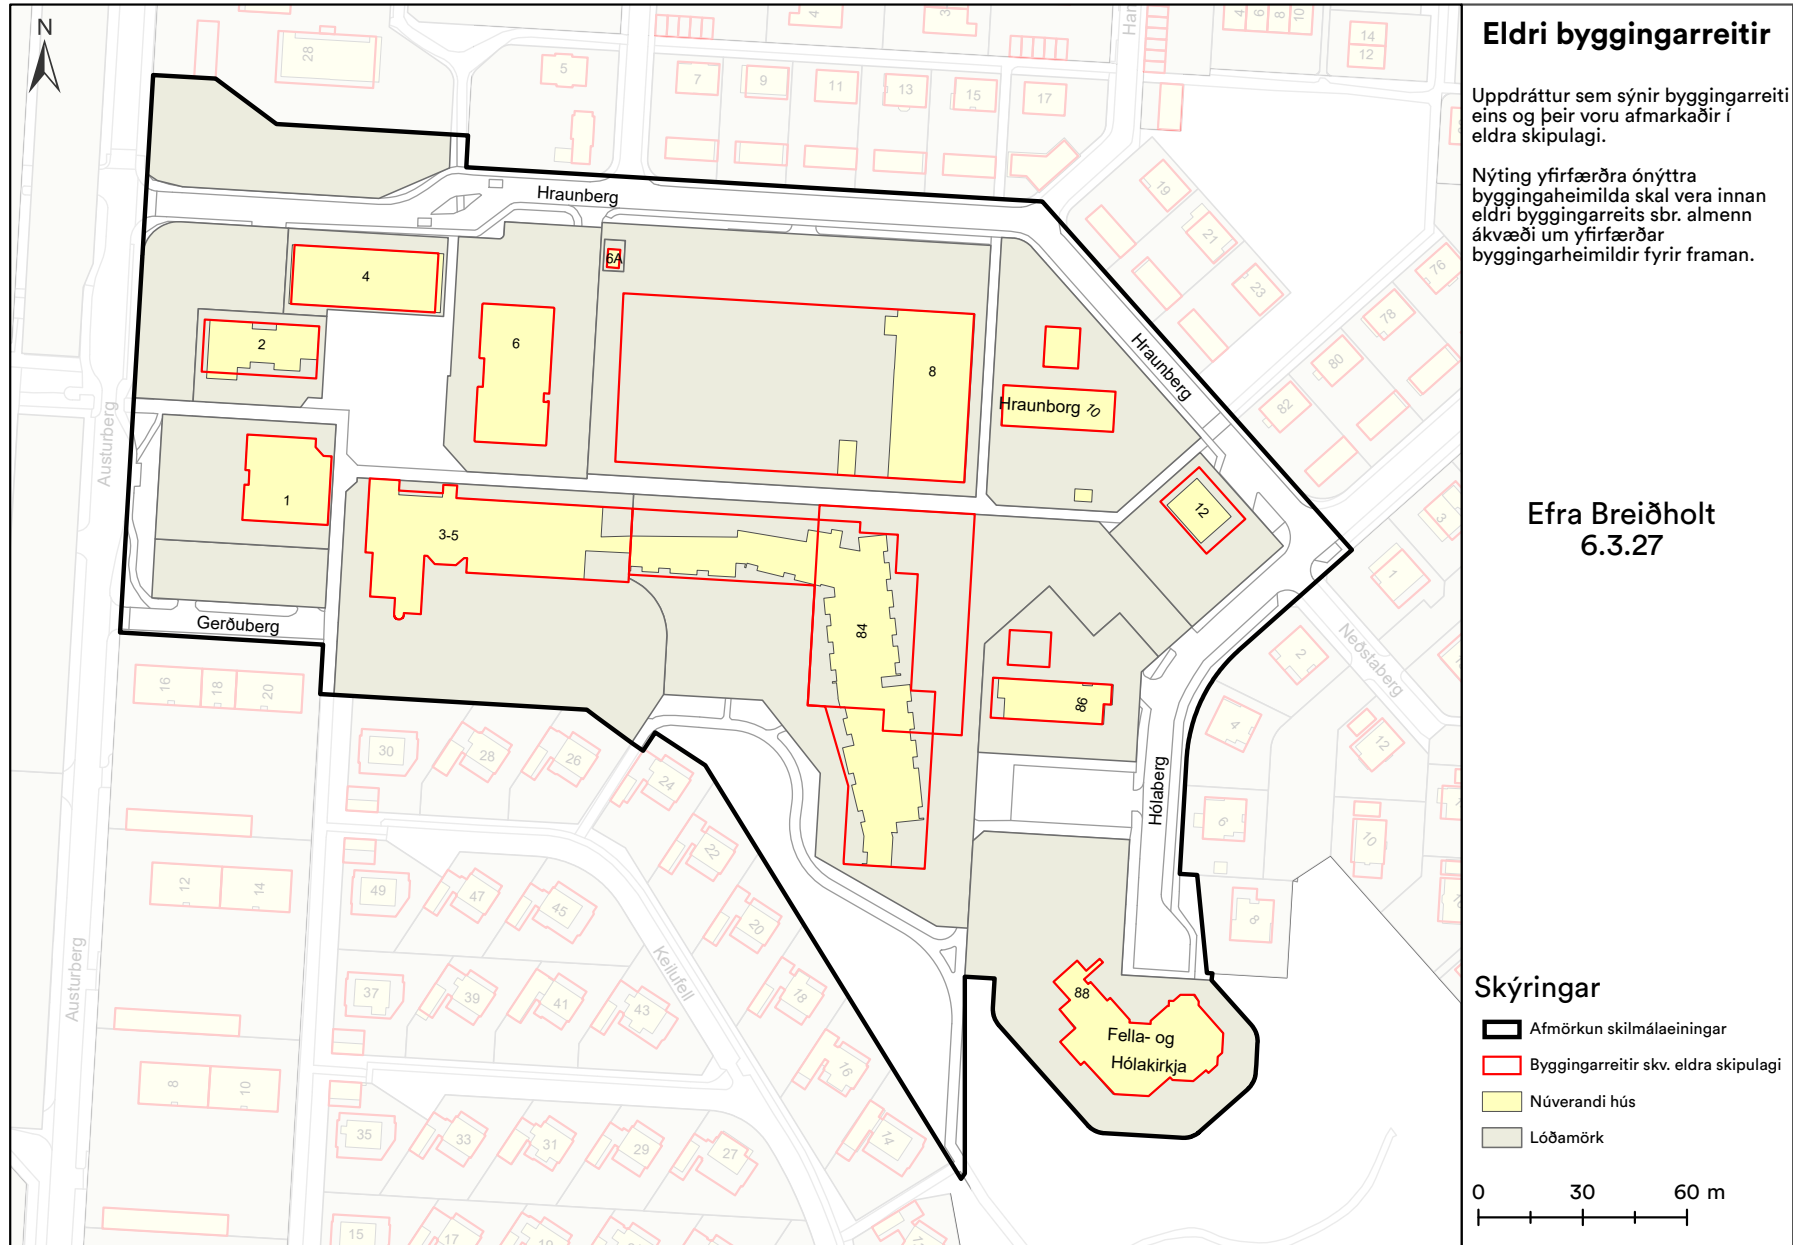 Eldri byggingarreitir
Uppdráttur sem sýnir byggingarreiti
eins og þeir voru afmarkaðir í
eldra skipulagi.
Nýting yfirfærðra ónýttra
byggingaheimilda skal vera innan
eldri byggingarreits sbr. almenn
ákvæði um yfirfærðar
byggingarheimildir fyrir framan.
Efra Breiðholt
6.3.27
Skýringar
Afmörkun skilmálaeiningar
Byggingarreitir skv. eldra skipulagi
Núverandi hús
Lóðamörk
0 30 60 m
N
28
5
4
3
4 6 8 10
14
12
7
9
11
13
15
17
19
21
23
76
78
80
82
Hraunberg
Hraunberg
4
2
6
6A
8
Hraunborg 10
12
1
3-5
84
86
88
Fella- og
Hólakirkja
Gerðuberg
Austurberg
Austurberg
Hólaberg
Neðstaberg
Keilufell
3
1
2
4
12
6
10
8
16
18
20
30
28
26
24
22
20
18
16
14
12
14
49
47
45
37
39
41
43
8
10
35
33
31
29
27
15
17